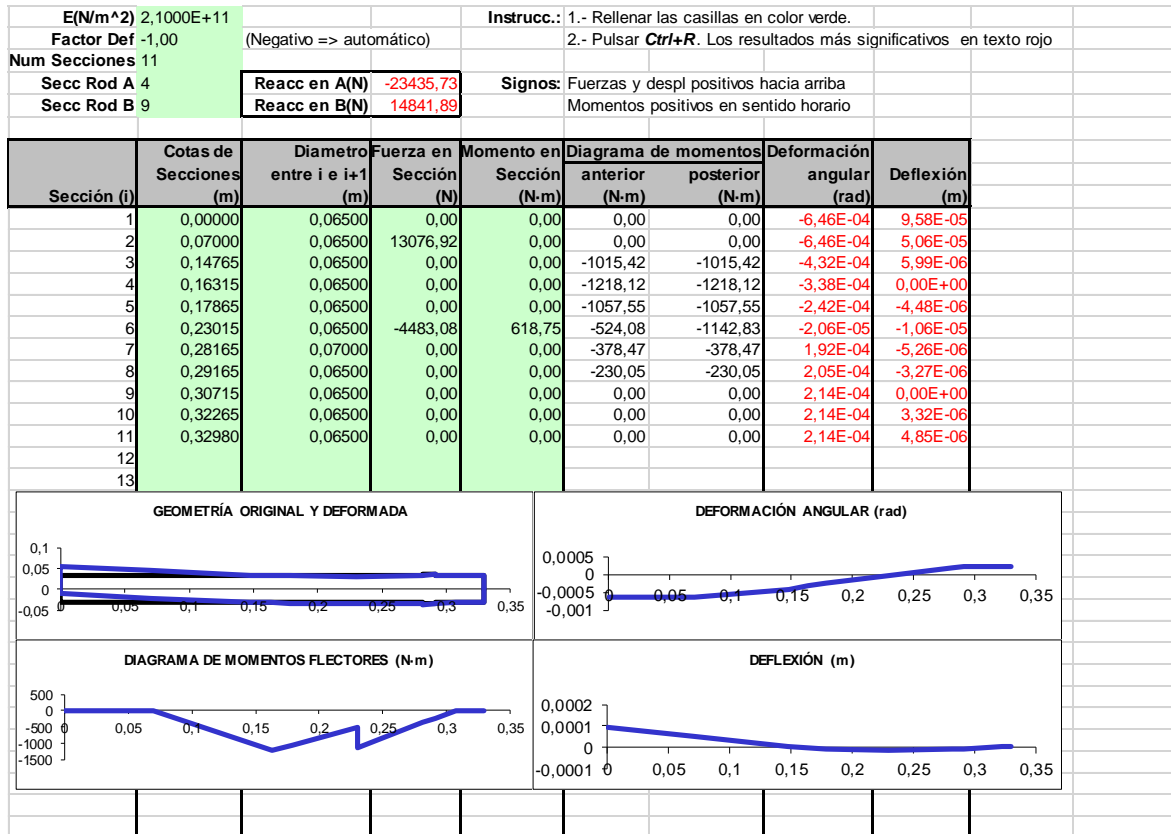 E(N/m^2) 2,1000E+11 Instrucc.: 1.- Rellenar las casillas en color verde.
Factor Def -1,00 (Negativo => automático) 2.- Pulsar Ctrl+R. Los resultados más significativos en texto rojo
Num Secciones 11
Secc Rod A 4 Reacc en A(N) -23435,73 Signos: Fuerzas y despl positivos hacia arriba
Secc Rod B 9 Reacc en B(N) 14841,89 Momentos positivos en sentido horario
Cotas de Diametro Fuerza en Momento en Diagrama de momentos Deformación
Secciones entre i e i+1 Sección Sección anterior posterior angular Deflexión
Sección (i) (m) (m) (N) (N·m) (N·m) (N·m) (rad) (m)
1 0,00000 0,06500 0,00 0,00 0,00 0,00 -6,46E-04 9,58E-05
2 0,07000 0,06500 13076,92 0,00 0,00 0,00 -6,46E-04 5,06E-05
3 0,14765 0,06500 0,00 0,00 -1015,42 -1015,42 -4,32E-04 5,99E-06
4 0,16315 0,06500 0,00 0,00 -1218,12 -1218,12 -3,38E-04 0,00E+00
5 0,17865 0,06500 0,00 0,00 -1057,55 -1057,55 -2,42E-04 -4,48E-06
6 0,23015 0,06500 -4483,08 618,75 -524,08 -1142,83 -2,06E-05 -1,06E-05
7 0,28165 0,07000 0,00 0,00 -378,47 -378,47 1,92E-04 -5,26E-06
8 0,29165 0,06500 0,00 0,00 -230,05 -230,05 2,05E-04 -3,27E-06
9 0,30715 0,06500 0,00 0,00 0,00 0,00 2,14E-04 0,00E+00
10 0,32265 0,06500 0,00 0,00 0,00 0,00 2,14E-04 3,32E-06
11 0,32980 0,06500 0,00 0,00 0,00 0,00 2,14E-04 4,85E-06
12
13
GEOMETRÍA ORIGINAL Y DEFORMADA
0,1
0,05
0
-0,05
0 0,05 0,1 0,15 0,2 0,25 0,3 0,35
DEFORMACIÓN ANGULAR (rad)
0,0005
0
-0,0005
-0,001
0 0,05 0,1 0,15 0,2 0,25 0,3 0,35
DIAGRAMA DE MOMENTOS FLECTORES (N·m)
500
0
-500
-1000
-1500
0 0,05 0,1 0,15 0,2 0,25 0,3 0,35
DEFLEXIÓN (m)
0,0002
0,0001
0
-0,0001
0 0,05 0,1 0,15 0,2 0,25 0,3 0,35